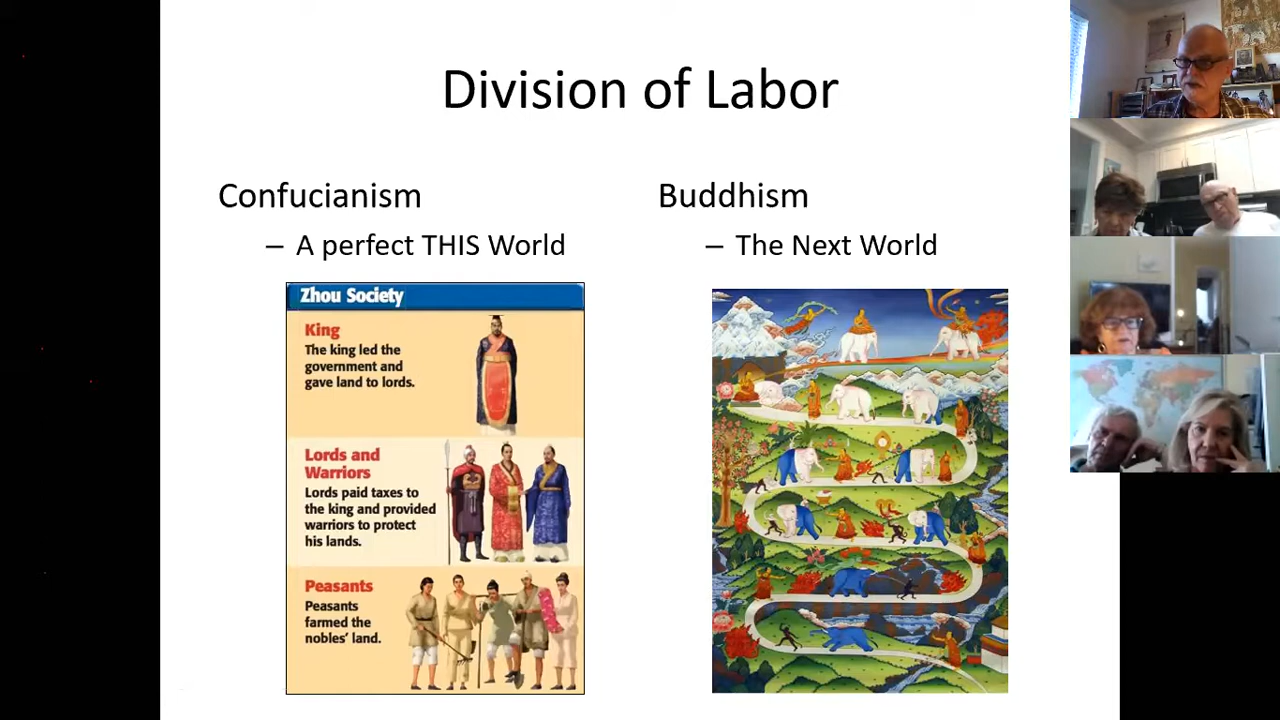 Division of Labor
Confucianism
– A perfect THIS World
Zhou Society
King
The king led the
government and
gave land to lords.
Lords and
Warriors
Lords paid taxes to
the king and provided
warriors to protect
his lands.
Peasants
Peasants
farmed the
nobles' land.
Buddhism
– The Next World